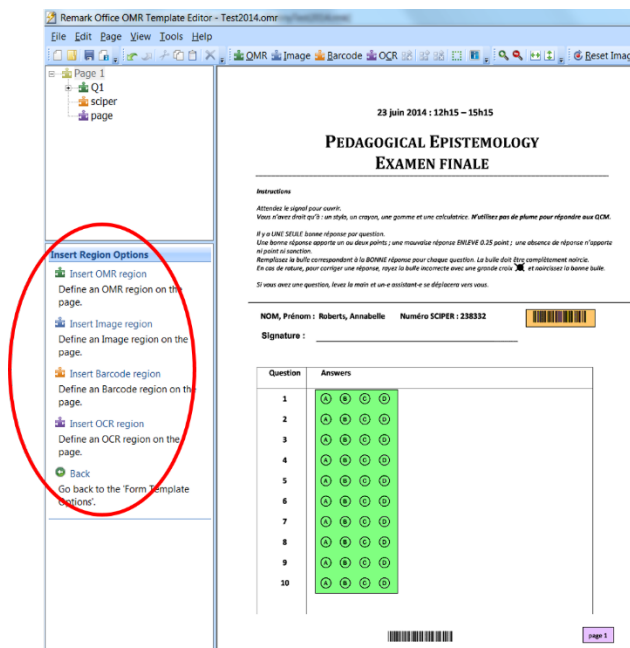 Remark Office OMR Template Editor - Test2014.omr
File Edit Page View Tools Help
OMR Image Barcode OCR Reset Imag
Page 1
Q1
sciper
page
Insert Region Options
Insert OMR region
Define an OMR region on the
page.
Insert Image region
Define an Image region on the
page.
Insert Barcode region
Define an Barcode region on the
page.
Insert OCR region
Define an OCR region on the
page.
Back
Go back to the 'Form Template
Options'.
23 juin 2014 : 12h15 – 15h15
PEDAGOGICAL EPISTEMOLOGY
EXAMEN FINALE
Instructions
Attendez le signal pour ouvrir.
Vous n'avez droit qu'à : un stylo, un crayon, une gomme et une calculatrice. N'utilisez pas de plume pour répondre aux QCM.
Il y a UNE SEULE bonne réponse par question.
Une bonne réponse apporte un ou deux points ; une mauvaise réponse ENLEVE 0.25 point ; une absence de réponse n'apporte
ni point ni sanction.
Remplissez la bulle correspondant à la BONNE réponse pour chaque question. La bulle doit être complètement noircie.
En cas de rature, pour corriger une réponse, rayez la bulle incorrecte avec une grande croix et noircissez la bonne bulle.
Si vous avez une question, levez la main et un-e assistant-e se déplacera vers vous.
NOM, Prénom : Roberts, Annabelle Numéro SCIPER : 238332
Signature :
Question Answers
1 A B C D
2 A B C D
3 A B C D
4 A B C D
5 A B C D
6 A B C D
7 A B C D
8 A B C D
9 A B C D
10 A B C D
page 1